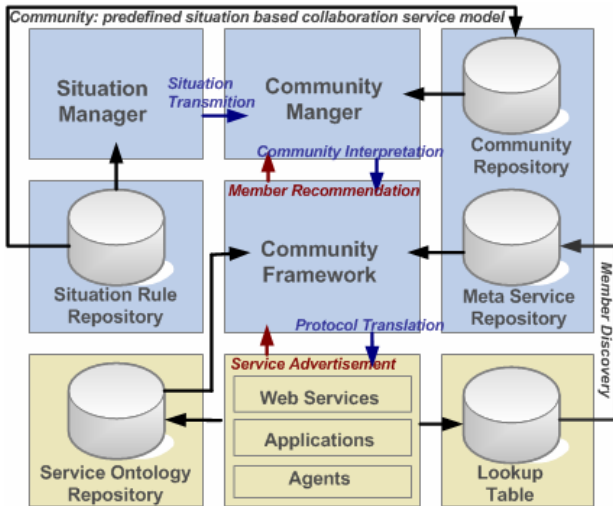 Community: predefined situation based collaboration service model
Situation
Manager
Situation
Transmition
Community
Manger
Community
Repository
Community Interpretation
Member Recommendation
Situation Rule
Repository
Community
Framework
Meta Service
Repository
Member Discovery
Protocol Translation
Service Advertisement
Service Ontology
Repository
Web Services
Applications
Agents
Lookup
Table